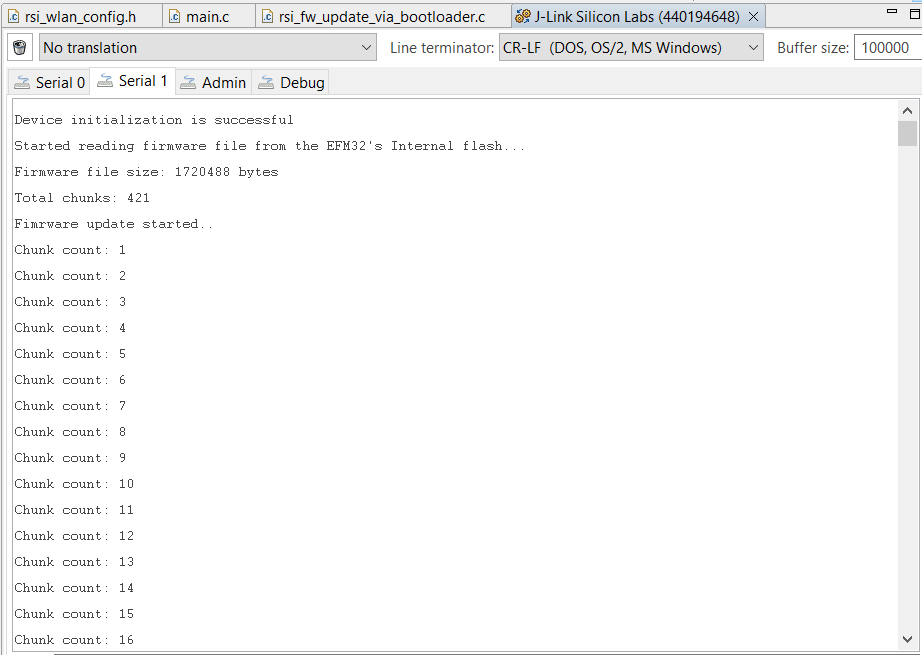 rsi_wlan_config.h main.c rsi_fw_update_via_bootloader.c J-Link Silicon Labs (440194648)
No translation Line terminator: CR-LF (DOS, OS/2, MS Windows) Buffer size: 100000
Serial 0 Serial 1 Admin Debug
Device initialization is successful
Started reading firmware file from the EFM32's Internal flash...
Firmware file size: 1720488 bytes
Total chunks: 421
Fimrware update started..
Chunk count: 1
Chunk count: 2
Chunk count: 3
Chunk count: 4
Chunk count: 5
Chunk count: 6
Chunk count: 7
Chunk count: 8
Chunk count: 9
Chunk count: 10
Chunk count: 11
Chunk count: 12
Chunk count: 13
Chunk count: 14
Chunk count: 15
Chunk count: 16